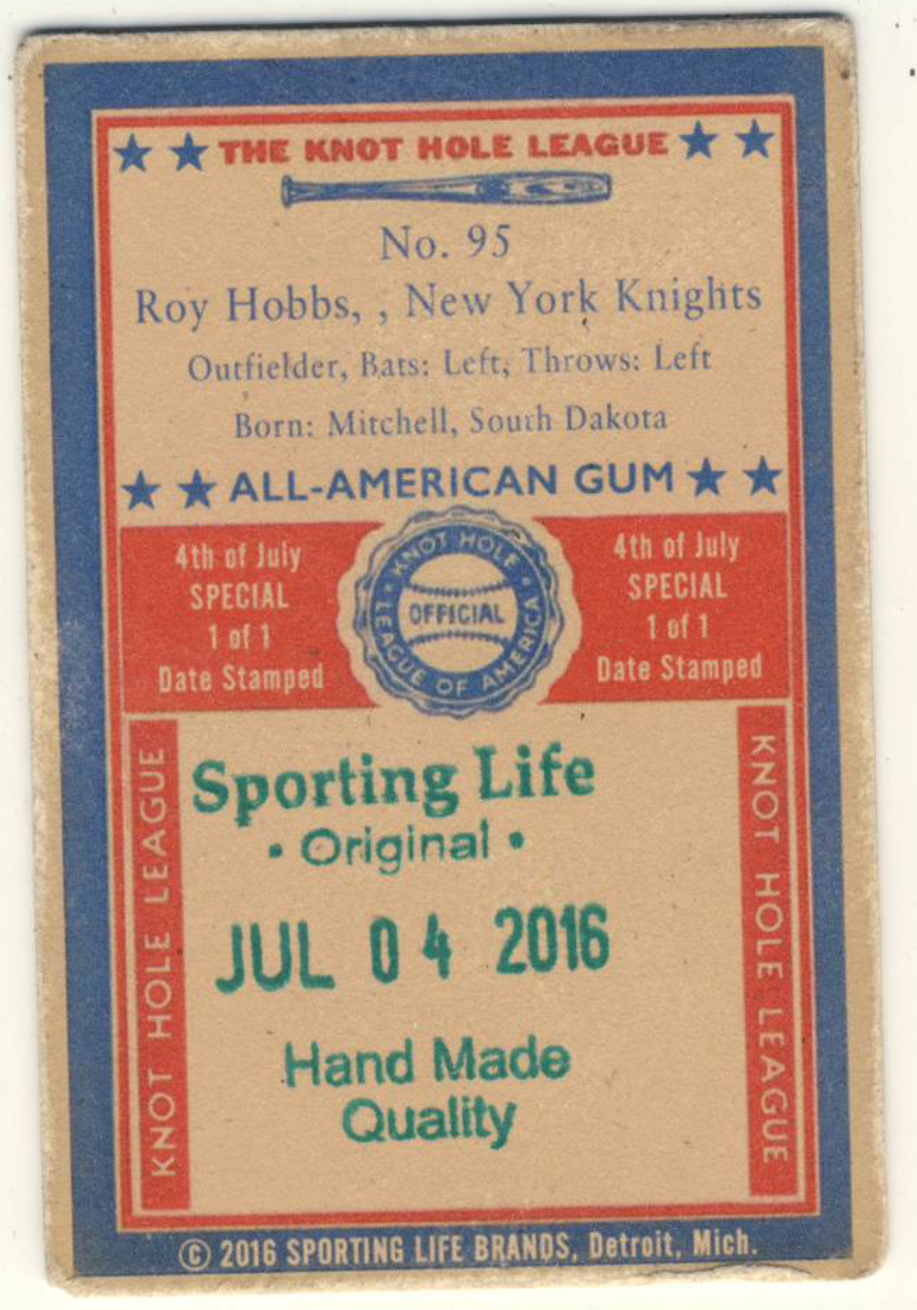 THE KNOT HOLE LEAGUE
No. 95
Roy Hobbs, , New York Knights
Outfielder, Bats: Left, Throws: Left
Born: Mitchell, South Dakota
ALL-AMERICAN GUM
4th of July
SPECIAL
1 of 1
Date Stamped
KNOT HOLE
OFFICIAL
LEAGUE OF AMERICA
4th of July
SPECIAL
1 of 1
Date Stamped
KNOT HOLE LEAGUE
Sporting Life
• Original •
JUL 04 2016
Hand Made
Quality
KNOT HOLE LEAGUE
© 2016 SPORTING LIFE BRANDS, Detroit, Mich.